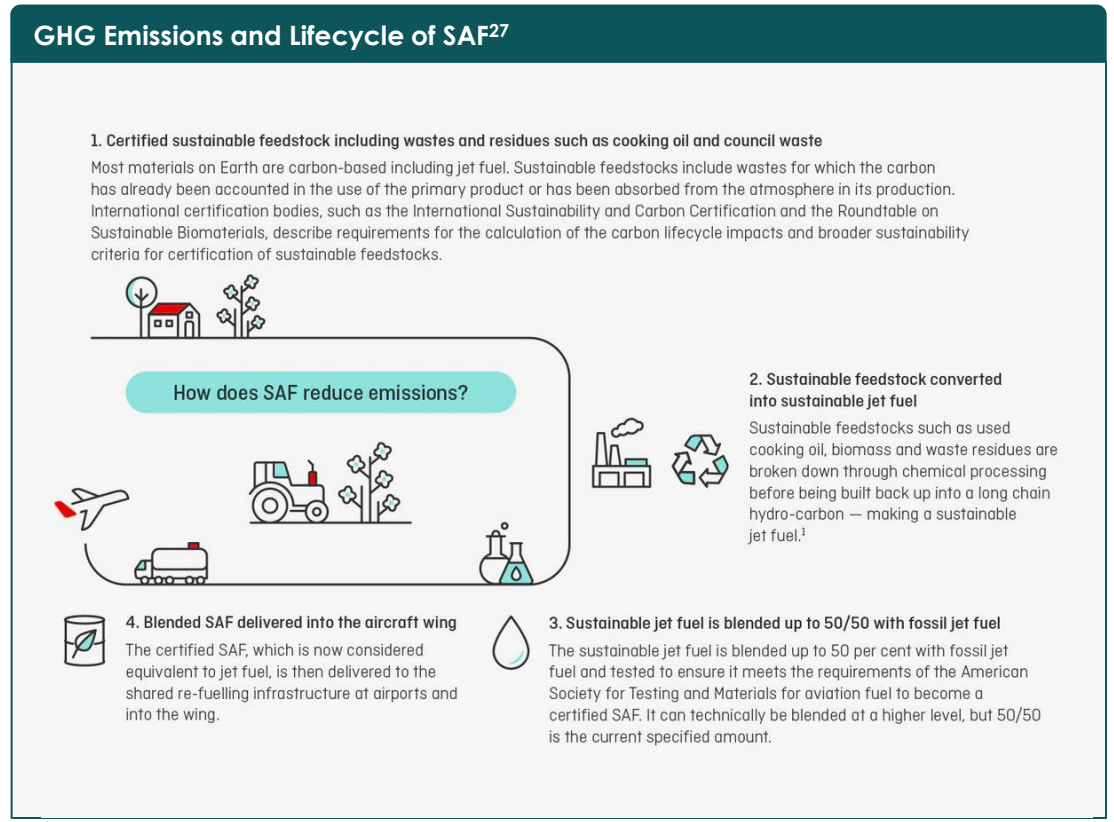 GHG Emissions and Lifecycle of SAF²⁷
1. Certified sustainable feedstock including wastes and residues such as cooking oil and council waste
Most materials on Earth are carbon-based including jet fuel. Sustainable feedstocks include wastes for which the carbon
has already been accounted in the use of the primary product or has been absorbed from the atmosphere in its production.
International certification bodies, such as the International Sustainability and Carbon Certification and the Roundtable on
Sustainable Biomaterials, describe requirements for the calculation of the carbon lifecycle impacts and broader sustainability
criteria for certification of sustainable feedstocks.
How does SAF reduce emissions?
2. Sustainable feedstock converted
into sustainable jet fuel
Sustainable feedstocks such as used
cooking oil, biomass and waste residues are
broken down through chemical processing
before being built back up into a long chain
hydro-carbon — making a sustainable
jet fuel.¹
3. Sustainable jet fuel is blended up to 50/50 with fossil jet fuel
The sustainable jet fuel is blended up to 50 per cent with fossil jet
fuel and tested to ensure it meets the requirements of the American
Society for Testing and Materials for aviation fuel to become a
certified SAF. It can technically be blended at a higher level, but 50/50
is the current specified amount.
4. Blended SAF delivered into the aircraft wing
The certified SAF, which is now considered
equivalent to jet fuel, is then delivered to the
shared re-fuelling infrastructure at airports and
into the wing.